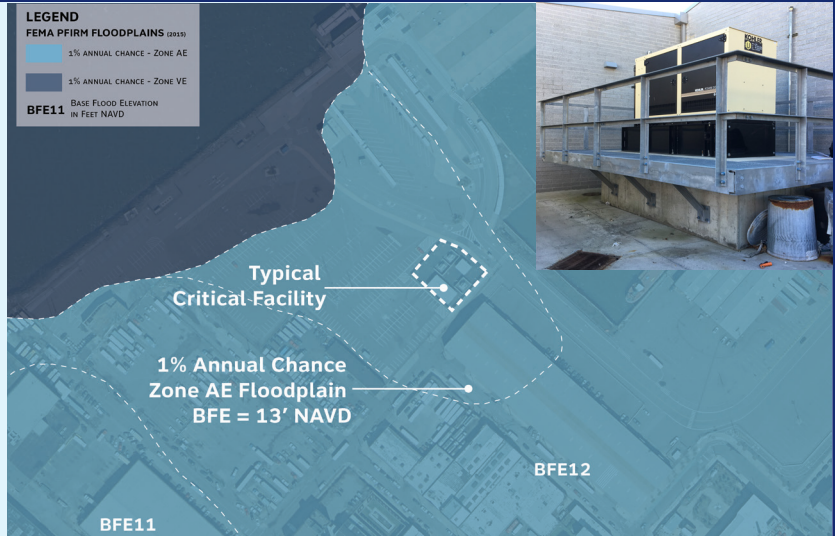 LEGEND
FEMA PFIRM FLOODPLAINS (2015)
1% ANNUAL CHANCE - ZONE AE
1% ANNUAL CHANCE - ZONE VE
BFE11 BASE FLOOD ELEVATION
IN FEET NAVD
KOHLER
Typical
Critical Facility
1% Annual Chance
Zone AE Floodplain
BFE = 13' NAVD
BFE12
BFE11